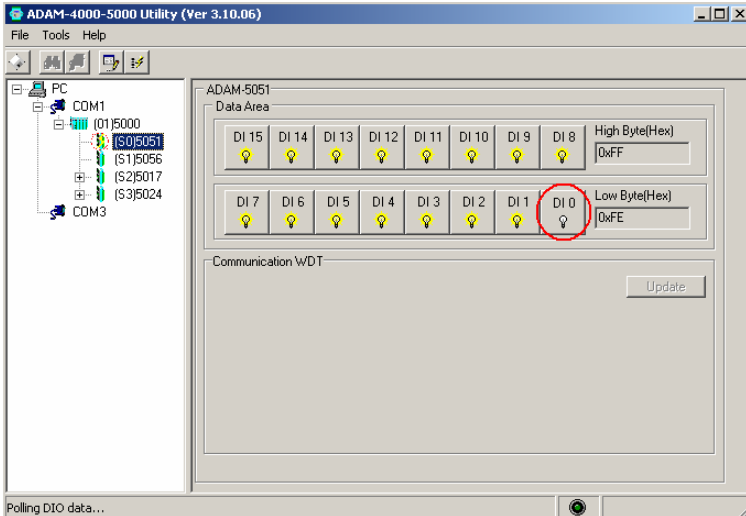 ADAM-4000-5000 Utility (Ver 3.10.06)
File Tools Help
PC
COM1
(01)5000
(S0)5051
(S1)5056
(S2)5017
(S3)5024
COM3
ADAM-5051
Data Area
DI 15 DI 14 DI 13 DI 12 DI 11 DI 10 DI 9 DI 8
High Byte(Hex)
0xFF
DI 7 DI 6 DI 5 DI 4 DI 3 DI 2 DI 1 DI 0
Low Byte(Hex)
0xFE
Communication WDT
Update
Polling DIO data...